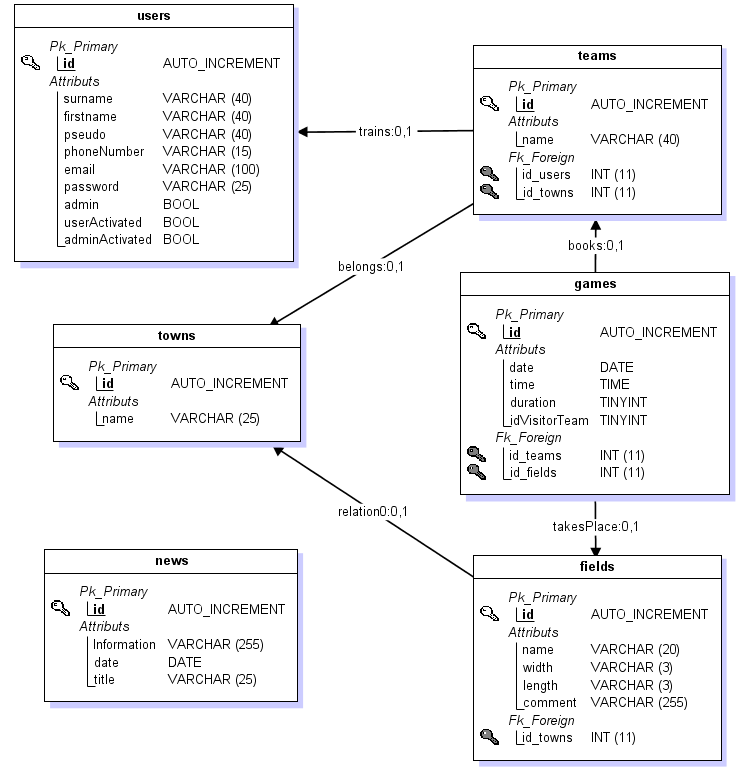 users
Pk_Primary
id AUTO_INCREMENT
Attributs
surname VARCHAR (40)
firstname VARCHAR (40)
pseudo VARCHAR (40)
phoneNumber VARCHAR (15)
email VARCHAR (100)
password VARCHAR (25)
admin BOOL
userActivated BOOL
adminActivated BOOL
trains:0,1
teams
Pk_Primary
id AUTO_INCREMENT
Attributs
name VARCHAR (40)
Fk_Foreign
id_users INT (11)
id_towns INT (11)
belongs:0,1
books:0,1
towns
Pk_Primary
id AUTO_INCREMENT
Attributs
name VARCHAR (25)
games
Pk_Primary
id AUTO_INCREMENT
Attributs
date DATE
time TIME
duration TINYINT
idVisitorTeam TINYINT
Fk_Foreign
id_teams INT (11)
id_fields INT (11)
relation0:0,1
takesPlace:0,1
news
Pk_Primary
id AUTO_INCREMENT
Attributs
Information VARCHAR (255)
date DATE
title VARCHAR (25)
fields
Pk_Primary
id AUTO_INCREMENT
Attributs
name VARCHAR (20)
width VARCHAR (3)
length VARCHAR (3)
comment VARCHAR (255)
Fk_Foreign
id_towns INT (11)